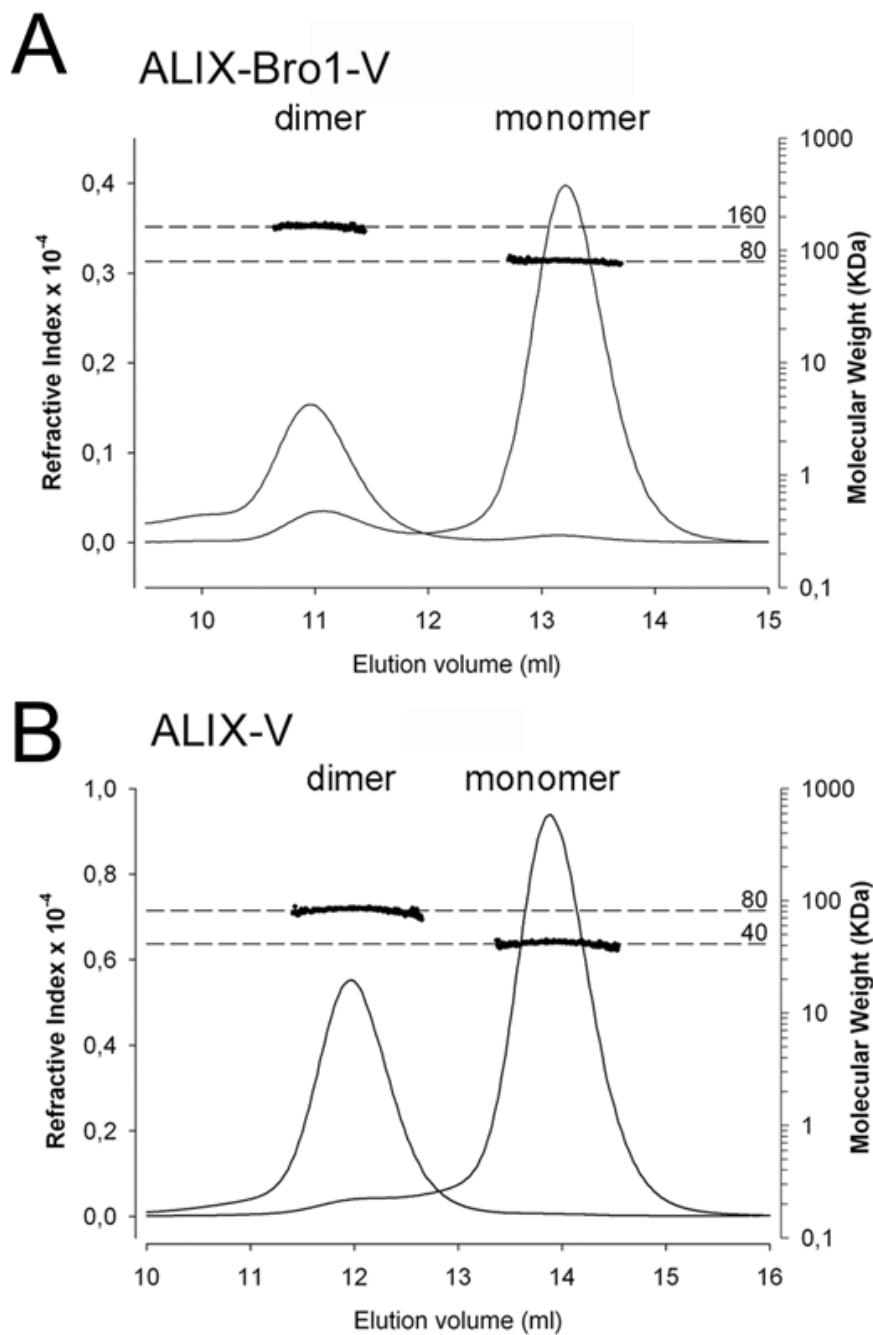 A
ALIX-Bro1-V
dimer monomer
0,4
0,3
0,2
0,1
0,0
Refractive Index x 10⁻⁴
160
80
1000
100
10
1
0,1
Molecular Weight (KDa)
10 11 12 13 14 15
Elution volume (ml)
B
ALIX-V
dimer monomer
1,0
0,8
0,6
0,4
0,2
0,0
Refractive Index x 10⁻⁴
80
40
1000
100
10
1
0,1
Molecular Weight (KDa)
10 11 12 13 14 15 16
Elution volume (ml)